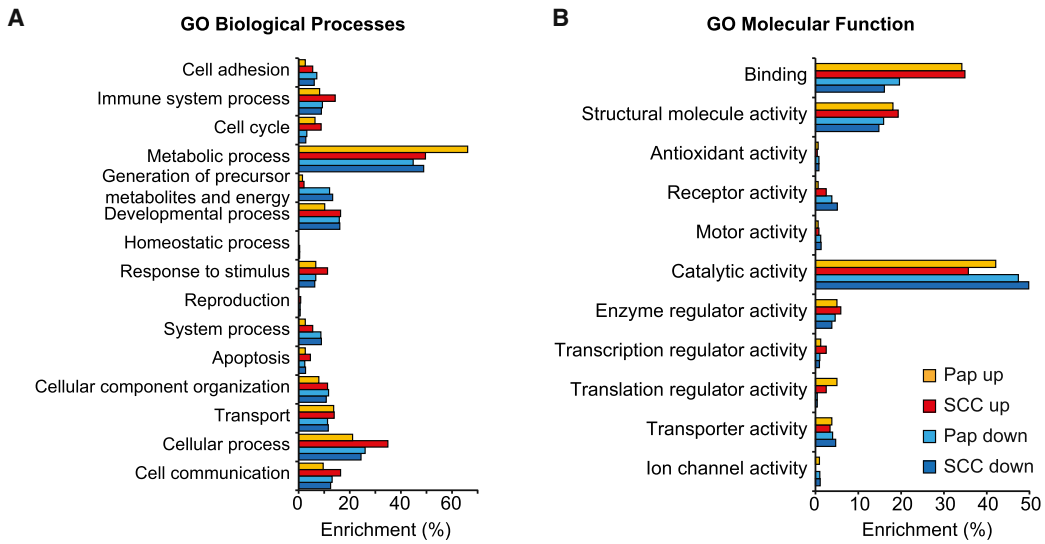 A
GO Biological Processes
Cell adhesion
Immune system process
Cell cycle
Metabolic process
Generation of precursor
metabolites and energy
Developmental process
Homeostatic process
Response to stimulus
Reproduction
System process
Apoptosis
Cellular component organization
Transport
Cellular process
Cell communication
0 20 40 60
Enrichment (%)
B
GO Molecular Function
Binding
Structural molecule activity
Antioxidant activity
Receptor activity
Motor activity
Catalytic activity
Enzyme regulator activity
Transcription regulator activity
Translation regulator activity
Transporter activity
Ion channel activity
0 10 20 30 40 50
Enrichment (%)
Pap up
SCC up
Pap down
SCC down